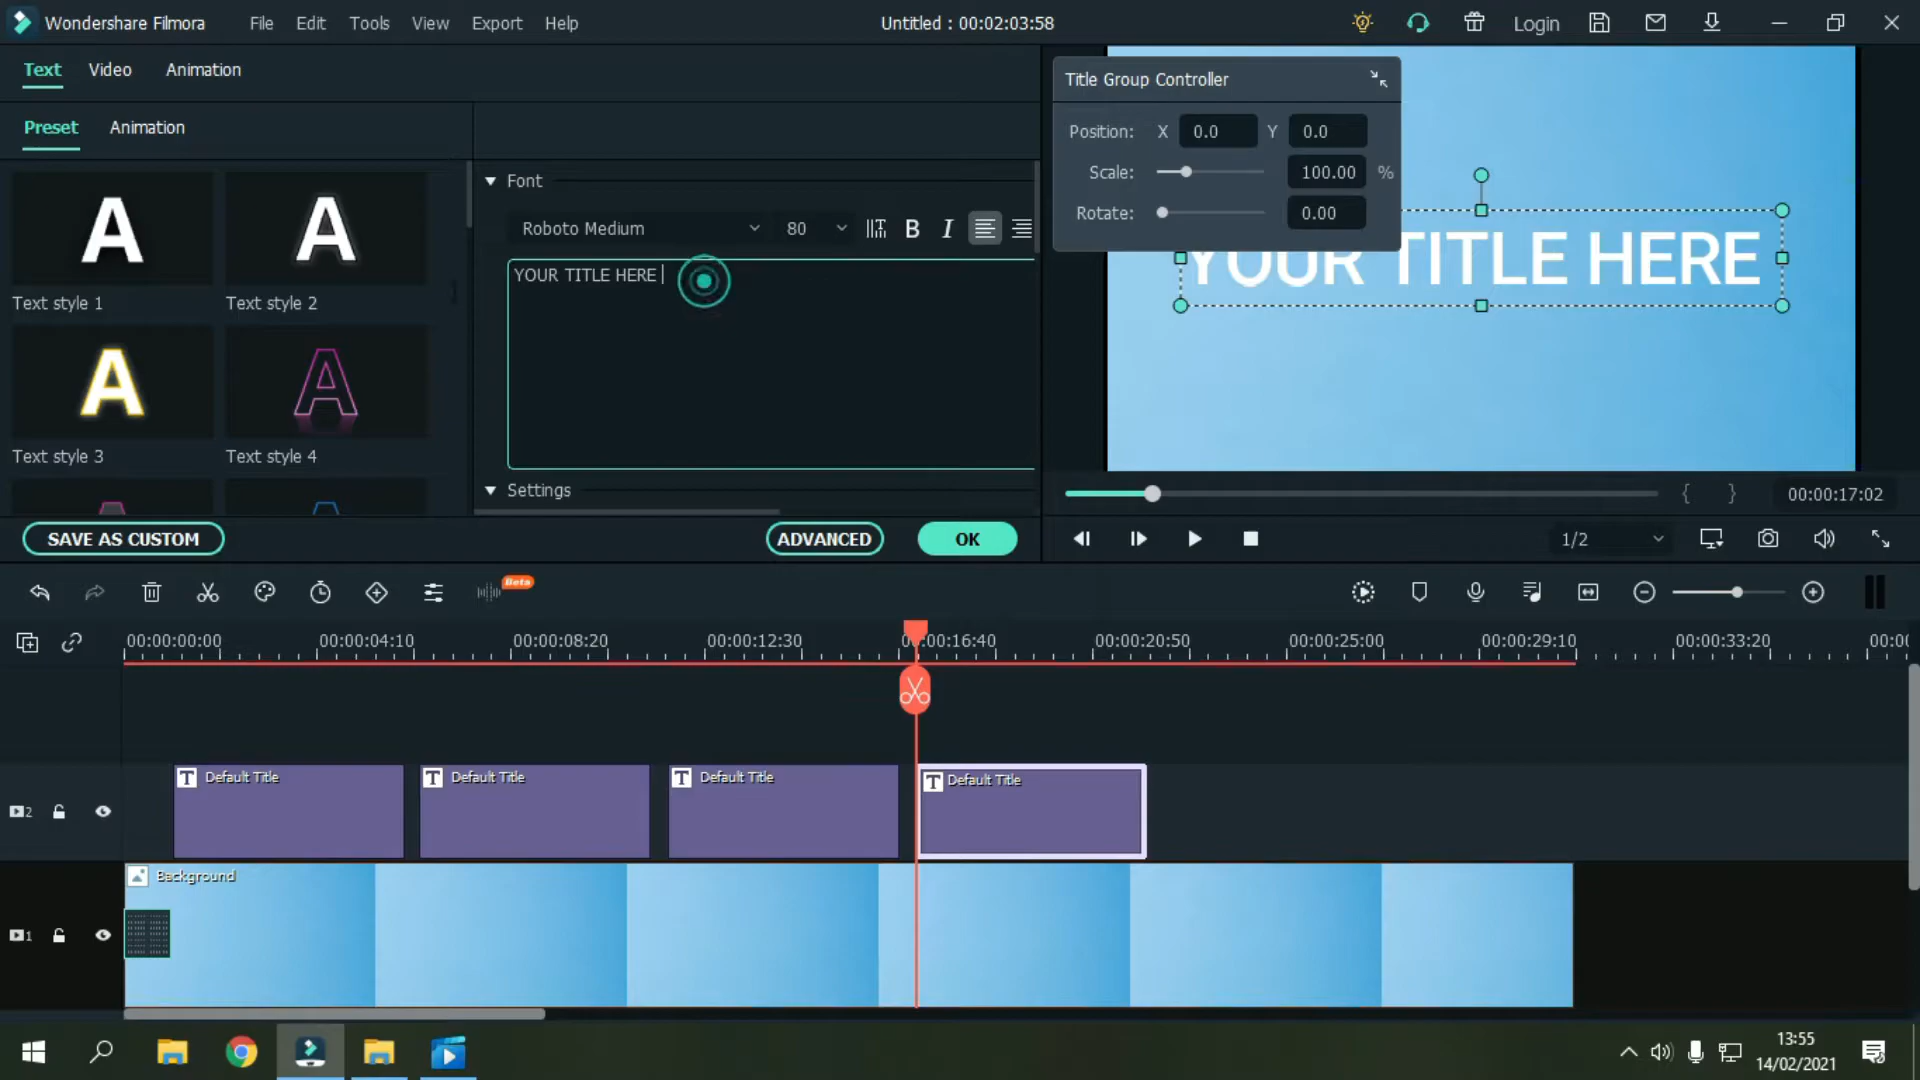 Wondershare Filmora File Edit Tools View Export Help Untitled : 00:02:03:58 Login
Text Video Animation
Preset Animation
Text style 1 Text style 2
Text style 3 Text style 4
Font
Roboto Medium 80 B I
YOUR TITLE HERE
Settings
SAVE AS CUSTOM ADVANCED OK
Title Group Controller
Position: X 0.0 Y 0.0
Scale: 100.00 %
Rotate: 0.00
YOUR TITLE HERE
{ } 00:00:17:02
1/2
Beta
00:00:00:00 00:00:04:10 00:00:08:20 00:00:12:30 00:00:16:40 00:00:20:50 00:00:25:00 00:00:29:10 00:00:33:20
T Default Title T Default Title T Default Title T Default Title
2
Background
1
13:55
14/02/2021